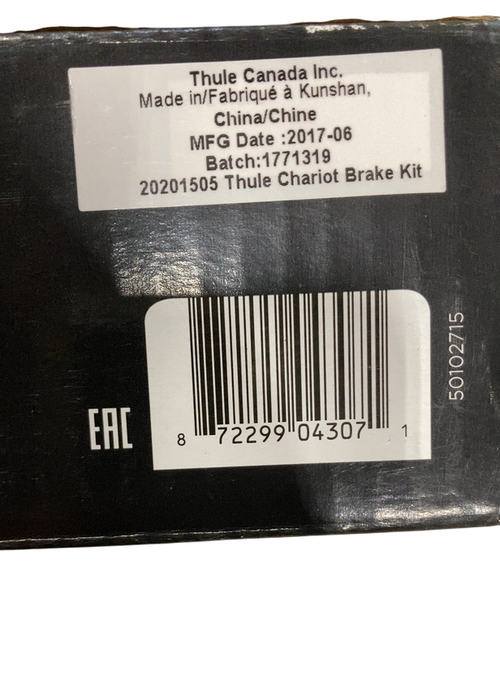 Thule Canada Inc.
Made in/Fabriqué à Kunshan,
China/Chine
MFG Date :2017-06
Batch:1771319
20201505 Thule Chariot Brake Kit
50102715
EAC
8 72299 04307 1